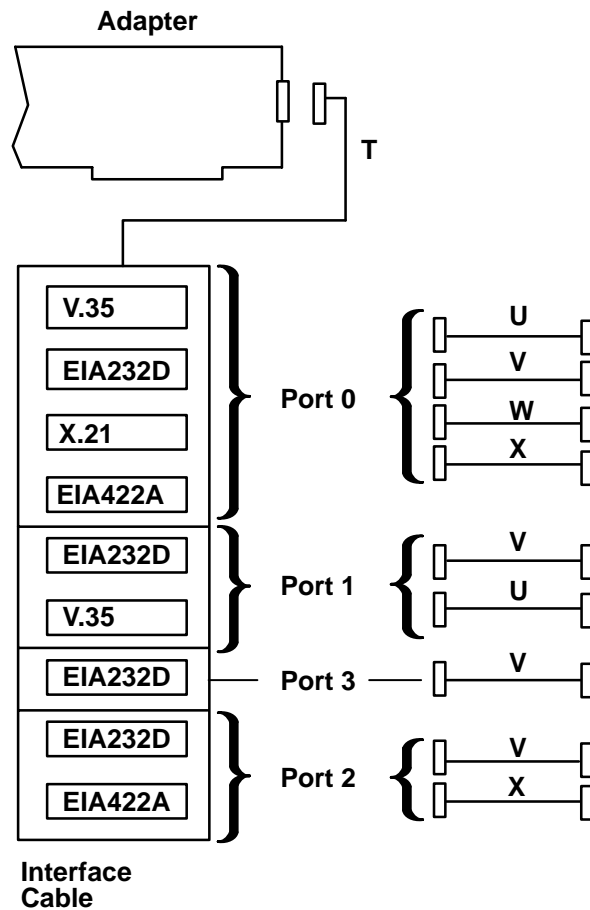 Adapter
T
V.35
EIA232D
X.21
EIA422A
Port 0
U
V
W
X
EIA232D
V.35
Port 1
V
U
EIA232D
Port 3
V
EIA232D
EIA422A
Port 2
V
X
Interface
Cable